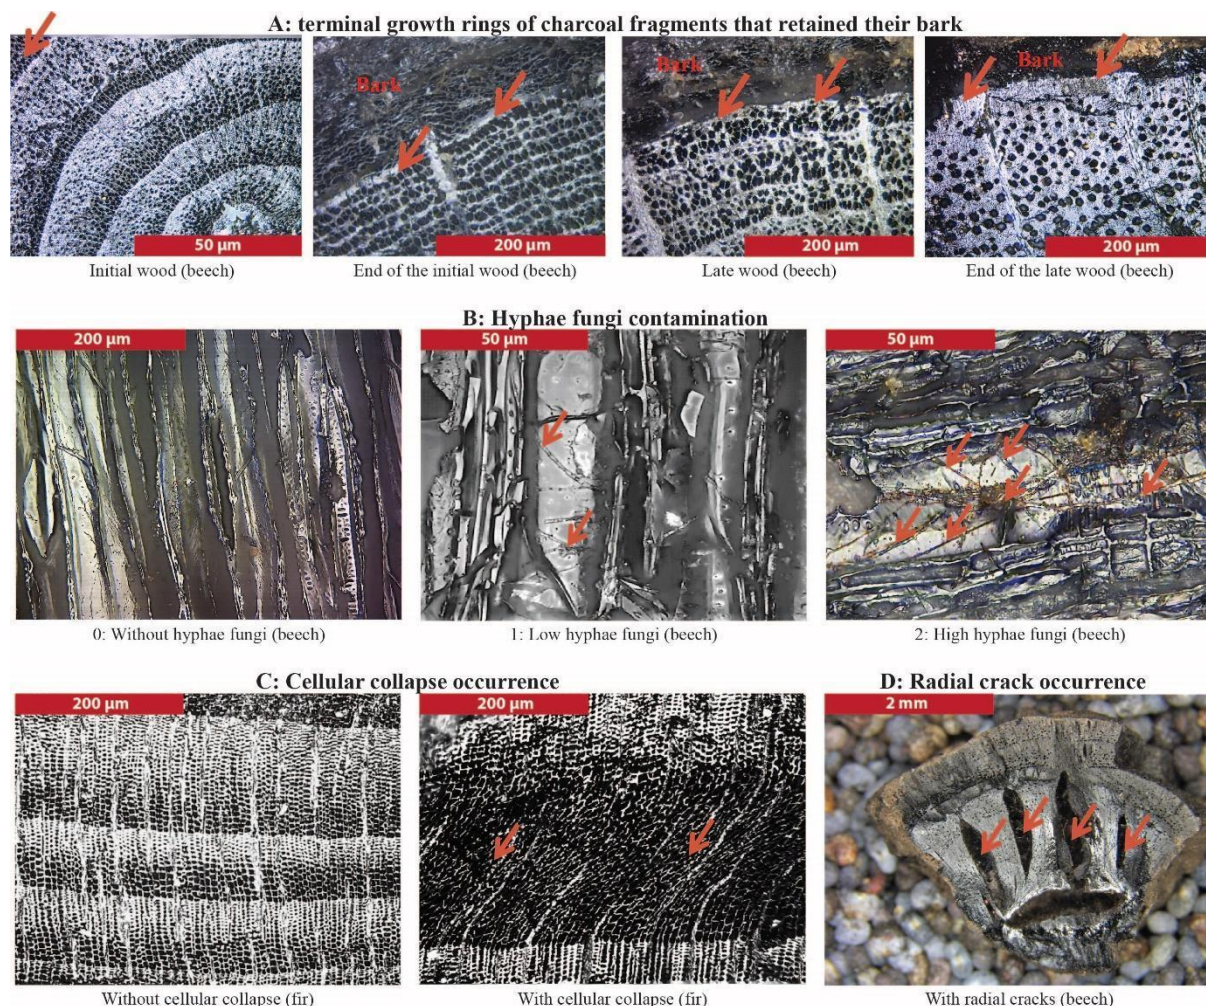 A: terminal growth rings of charcoal fragments that retained their bark
Bark
Bark
Bark
50 µm
200 µm
200 µm
200 µm
Initial wood (beech)
End of the initial wood (beech)
Late wood (beech)
End of the late wood (beech)
B: Hyphae fungi contamination
200 µm
50 µm
50 µm
0: Without hyphae fungi (beech)
1: Low hyphae fungi (beech)
2: High hyphae fungi (beech)
C: Cellular collapse occurrence
D: Radial crack occurrence
200 µm
200 µm
2 mm
Without cellular collapse (fir)
With cellular collapse (fir)
With radial cracks (beech)